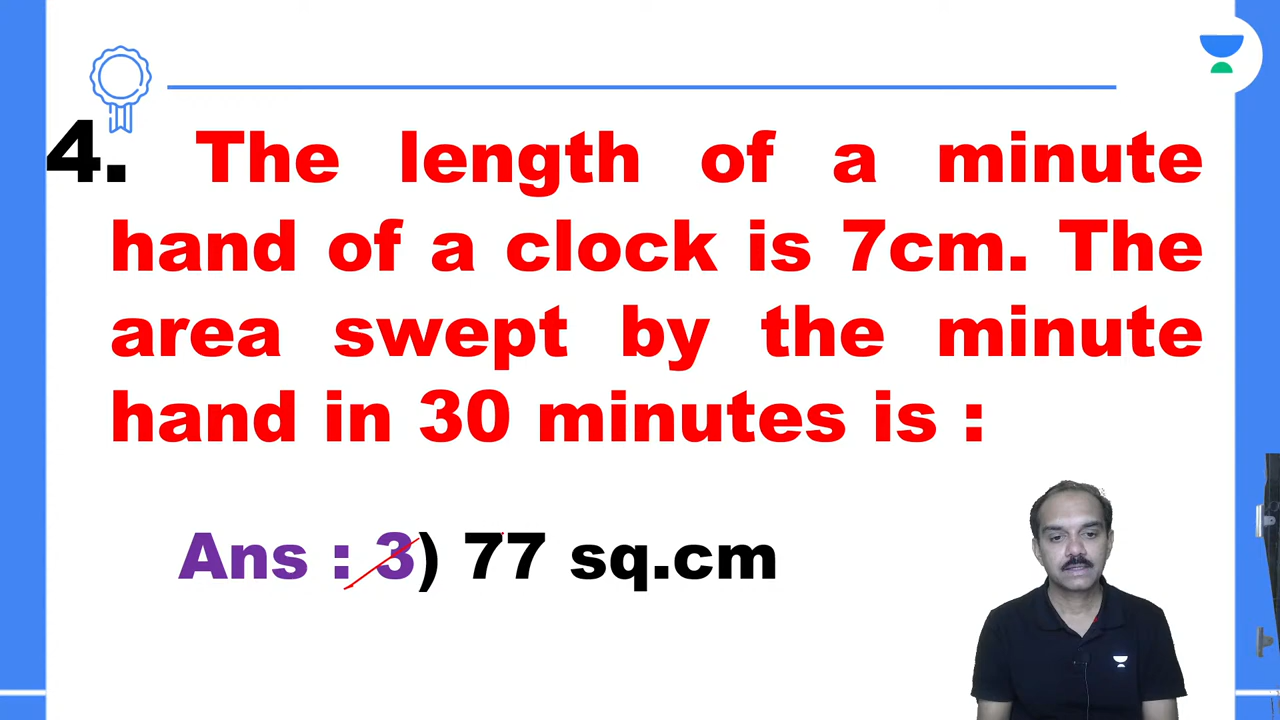 4. The length of a minute
hand of a clock is 7cm. The
area swept by the minute
hand in 30 minutes is :
Ans : 3) 77 sq.cm